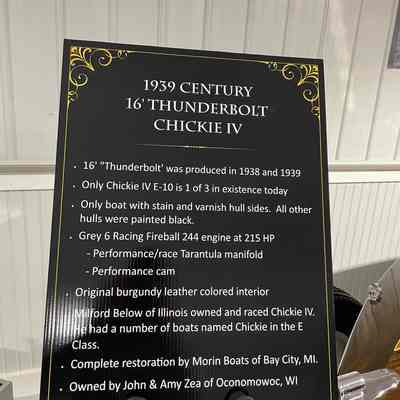 1939 CENTURY
16' THUNDERBOLT
CHICKIE IV
• 16' "Thunderbolt' was produced in 1938 and 1939
• Only Chickie IV E-10 is 1 of 3 in existence today
• Only boat with stain and varnish hull sides. All other
hulls were painted black.
• Grey 6 Racing Fireball 244 engine at 215 HP
- Performance/race Tarantula manifold
- Performance cam
• Original burgundy leather colored interior
• Milford Below of Illinois owned and raced Chickie IV.
He had a number of boats named Chickie in the E
Class.
• Complete restoration by Morin Boats of Bay City, MI.
• Owned by John & Amy Zea of Oconomowoc, WI